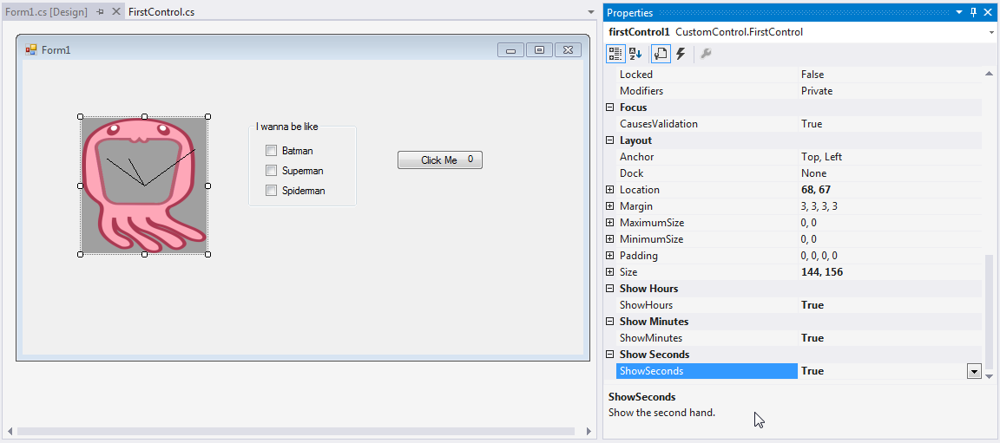 Form1.cs [Design]
FirstControl.cs
Form1
I wanna be like
Batman
Superman
Spiderman
Click Me 0
Properties
firstControl1 CustomControl.FirstControl
Locked False
Modifiers Private
Focus
CausesValidation True
Layout
Anchor Top, Left
Dock None
Location 68, 67
Margin 3, 3, 3, 3
MaximumSize 0, 0
MinimumSize 0, 0
Padding 0, 0, 0, 0
Size 144, 156
Show Hours
ShowHours True
Show Minutes
ShowMinutes True
Show Seconds
ShowSeconds True
ShowSeconds
Show the second hand.